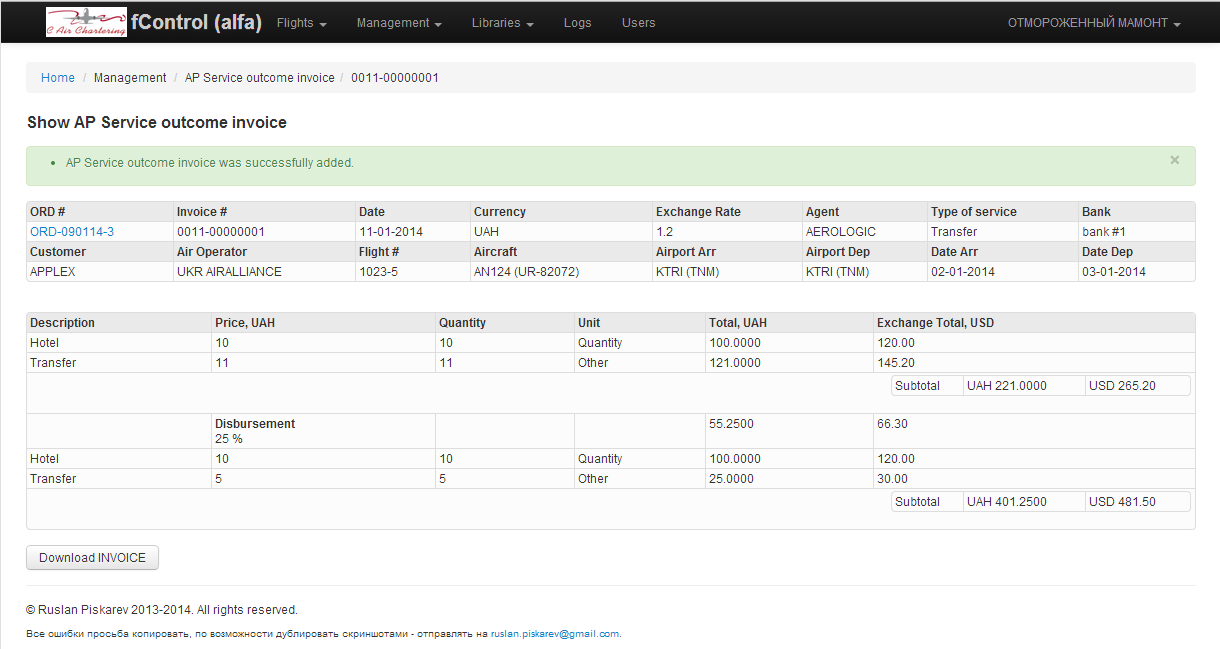 C Air Chartering fControl (alfa) Flights Management Libraries Logs Users ОТМОРОЖЕННЫЙ МАМОНТ
Home / Management / AP Service outcome invoice / 0011-00000001
Show AP Service outcome invoice
• AP Service outcome invoice was successfully added. ×
ORD # Invoice # Date Currency Exchange Rate Agent Type of service Bank
ORD-090114-3 0011-00000001 11-01-2014 UAH 1.2 AEROLOGIC Transfer bank #1
Customer Air Operator Flight # Aircraft Airport Arr Airport Dep Date Arr Date Dep
APPLEX UKR AIRALLIANCE 1023-5 AN124 (UR-82072) KTRI (TNM) KTRI (TNM) 02-01-2014 03-01-2014
Description Price, UAH Quantity Unit Total, UAH Exchange Total, USD
Hotel 10 10 Quantity 100.0000 120.00
Transfer 11 11 Other 121.0000 145.20
Subtotal UAH 221.0000 USD 265.20
Disbursement 55.2500 66.30
25 %
Hotel 10 10 Quantity 100.0000 120.00
Transfer 5 5 Other 25.0000 30.00
Subtotal UAH 401.2500 USD 481.50
Download INVOICE
© Ruslan Piskarev 2013-2014. All rights reserved.
Все ошибки просьба копировать, по возможности дублировать скриншотами - отправлять на ruslan.piskarev@gmail.com.